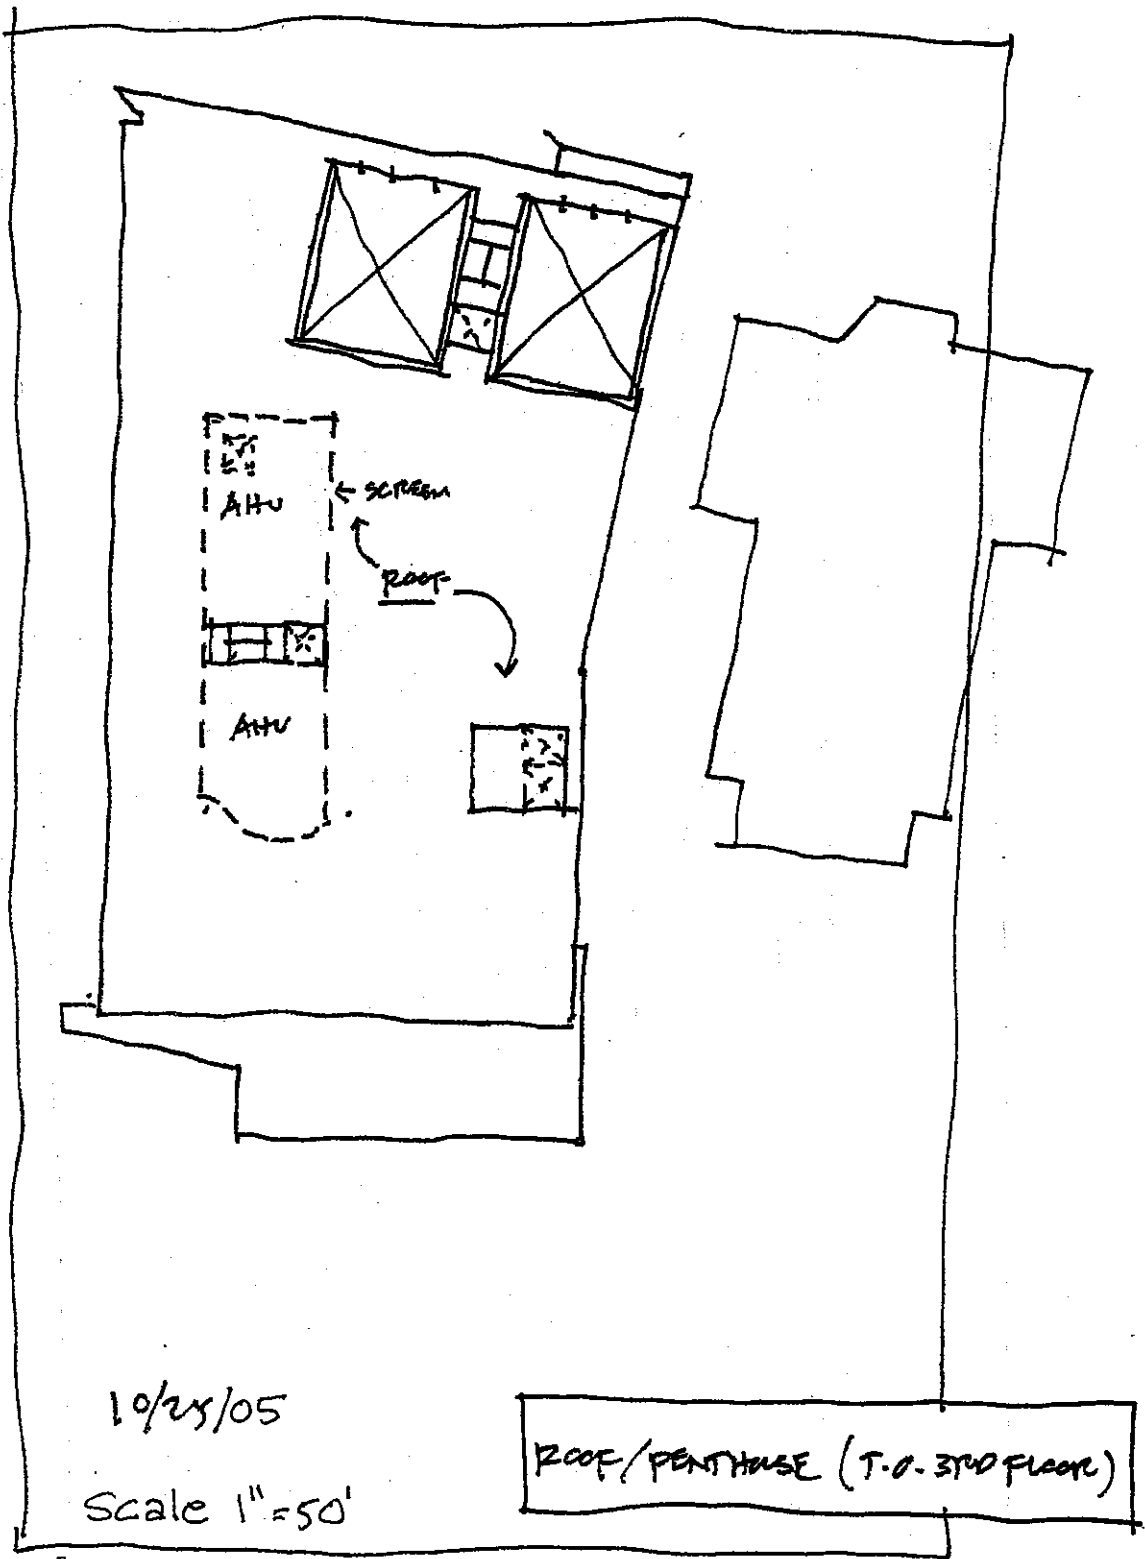 ← SCREEN
AHU
ROOF
AHU
10/25/05
ROOF/PENTHOUSE (T.O. 3RD FLOOR)
Scale 1"=50'